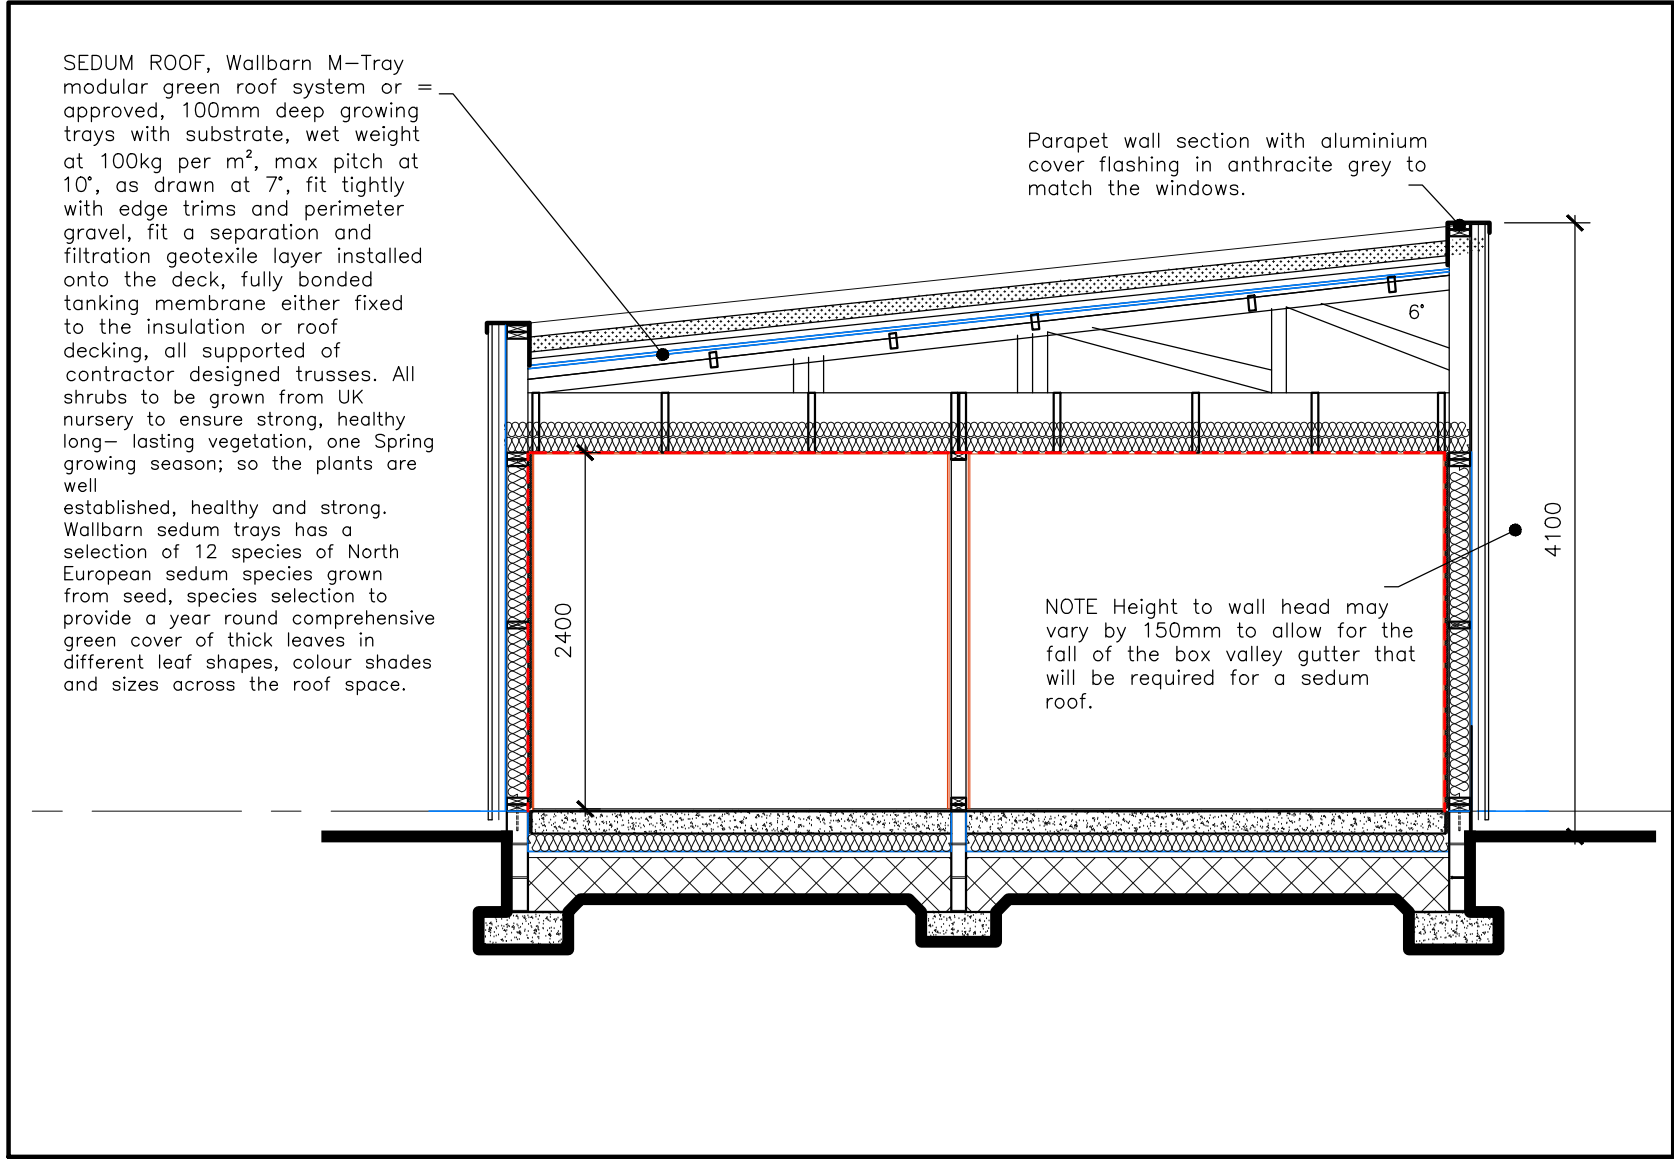 SEDUM ROOF, Wallbarn M-Tray
modular green roof system or =
approved, 100mm deep growing
trays with substrate, wet weight
at 100kg per m², max pitch at
10°, as drawn at 7°, fit tightly
with edge trims and perimeter
gravel, fit a separation and
filtration geotexile layer installed
onto the deck, fully bonded
tanking membrane either fixed
to the insulation or roof
decking, all supported of
contractor designed trusses. All
shrubs to be grown from UK
nursery to ensure strong, healthy
long- lasting vegetation, one Spring
growing season; so the plants are
well
established, healthy and strong.
Wallbarn sedum trays has a
selection of 12 species of North
European sedum species grown
from seed, species selection to
provide a year round comprehensive
green cover of thick leaves in
different leaf shapes, colour shades
and sizes across the roof space.
Parapet wall section with aluminium
cover flashing in anthracite grey to
match the windows.
6°
4100
2400
NOTE Height to wall head may
vary by 150mm to allow for the
fall of the box valley gutter that
will be required for a sedum
roof.